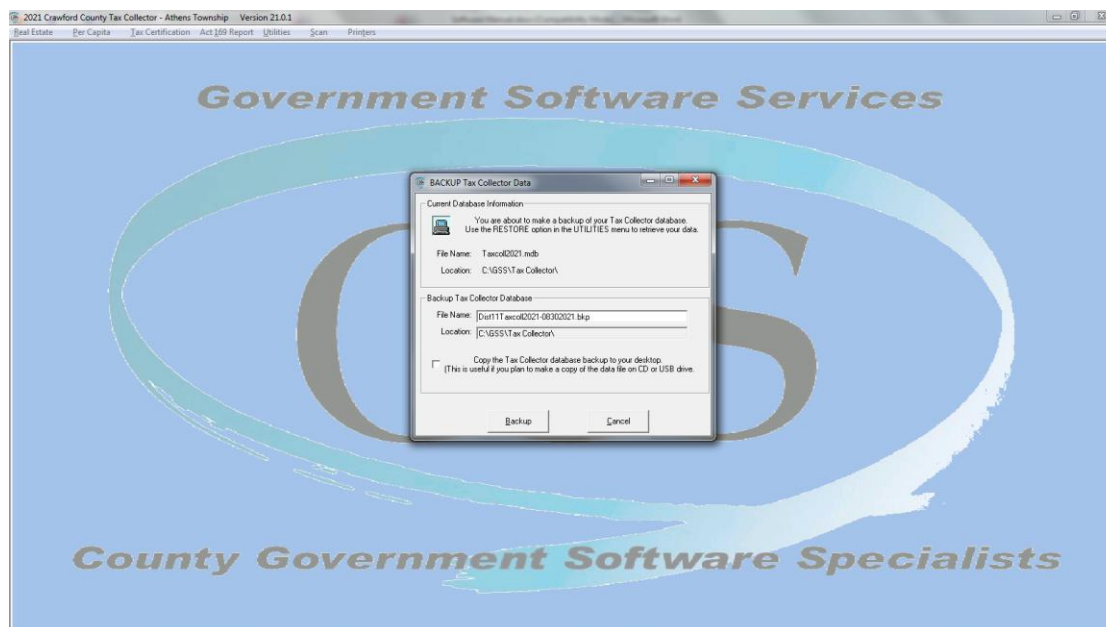 2021 Crawford County Tax Collector - Athens Township Version 21.0.1
Real Estate Per Capita Tax Certification Act 169 Report Utilities Scan Printers
Government Software Services
BACKUP Tax Collector Data
Current Database Information
You are about to make a backup of your Tax Collector database.
Use the RESTORE option in the UTILITIES menu to retrieve your data.
File Name: Taxcoll2021.mdb
Location: C:\GSS\Tax Collector\
Backup Tax Collector Database
File Name: Dist11Taxcoll2021-08302021.bkp
Location: C:\GSS\Tax Collector\
Copy the Tax Collector database backup to your desktop.
(This is useful if you plan to make a copy of the data file on CD or USB drive.
Backup Cancel
County Government Software Specialists